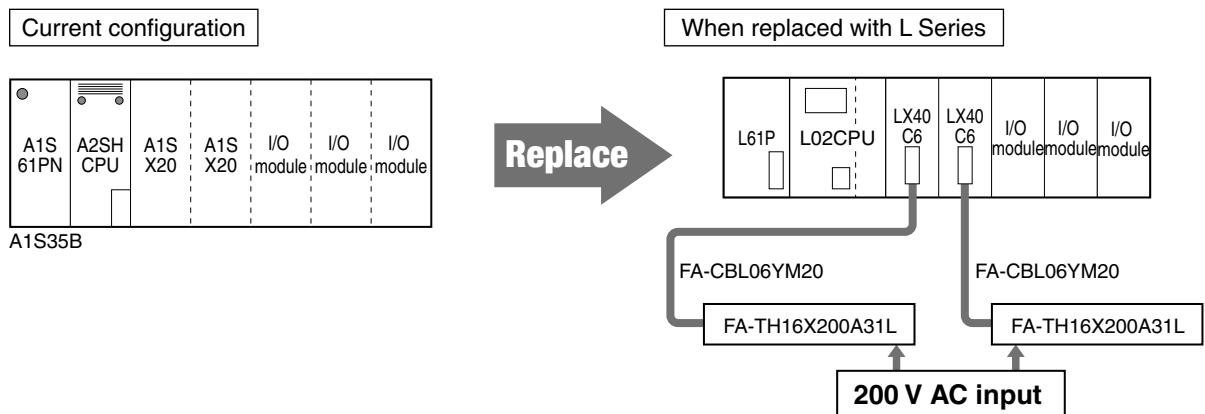 Current configuration
A1S
61PN
A2SH
CPU
A1S
X20
A1S
X20
I/O
module
I/O
module
I/O
module
A1S35B
Replace
When replaced with L Series
L61P
L02CPU
LX40
C6
LX40
C6
I/O
module
I/O
module
I/O
module
FA-CBL06YM20
FA-CBL06YM20
FA-TH16X200A31L
FA-TH16X200A31L
200 V AC input